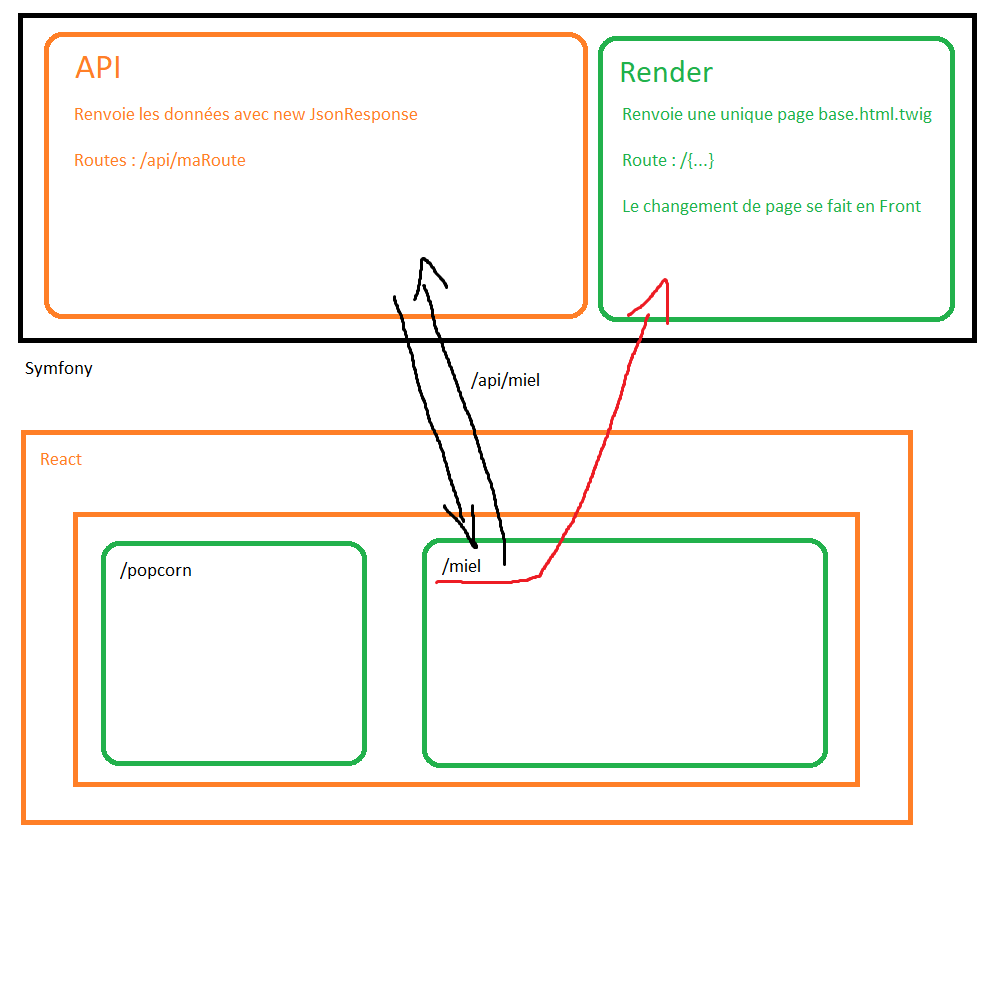 API
Renvoie les données avec new JsonResponse
Routes : /api/maRoute
Render
Renvoie une unique page base.html.twig
Route : /{...}
Le changement de page se fait en Front
Symfony
/api/miel
React
/popcorn
/miel